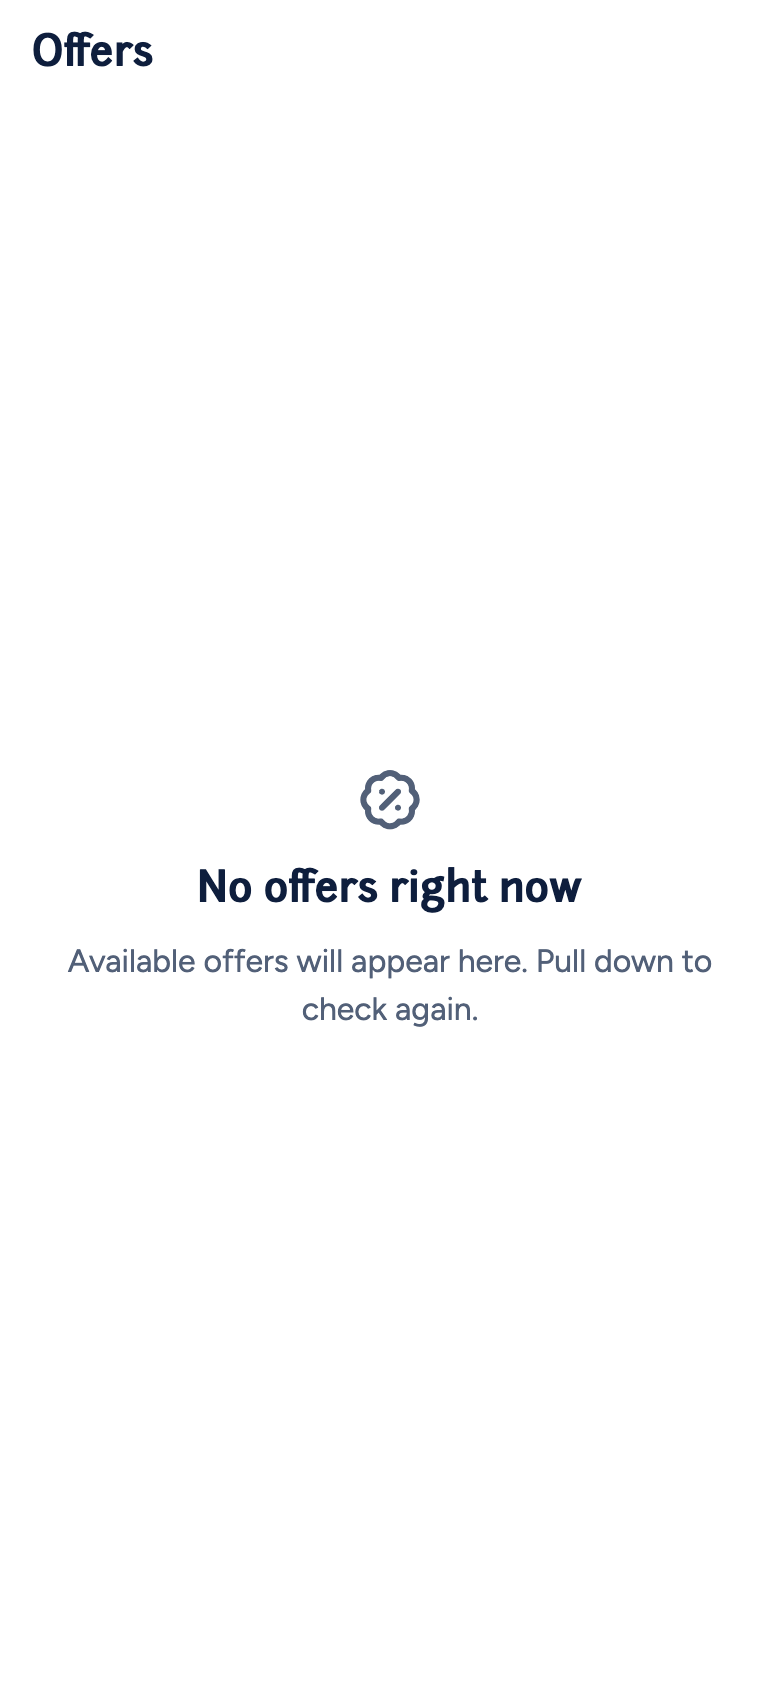 Offers
No offers right now
Available offers will appear here. Pull down to
check again.